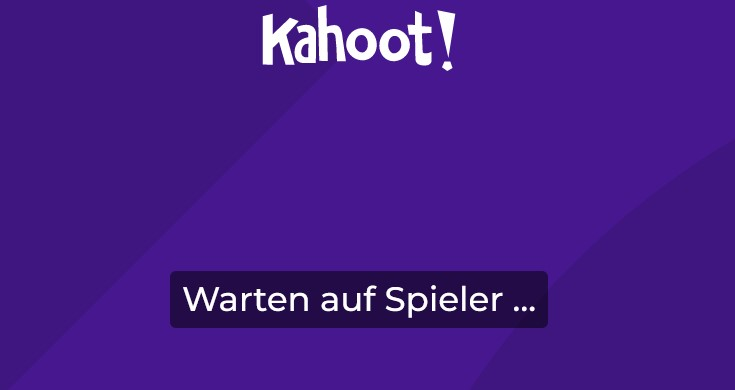 Kahoot!
Warten auf Spieler ...